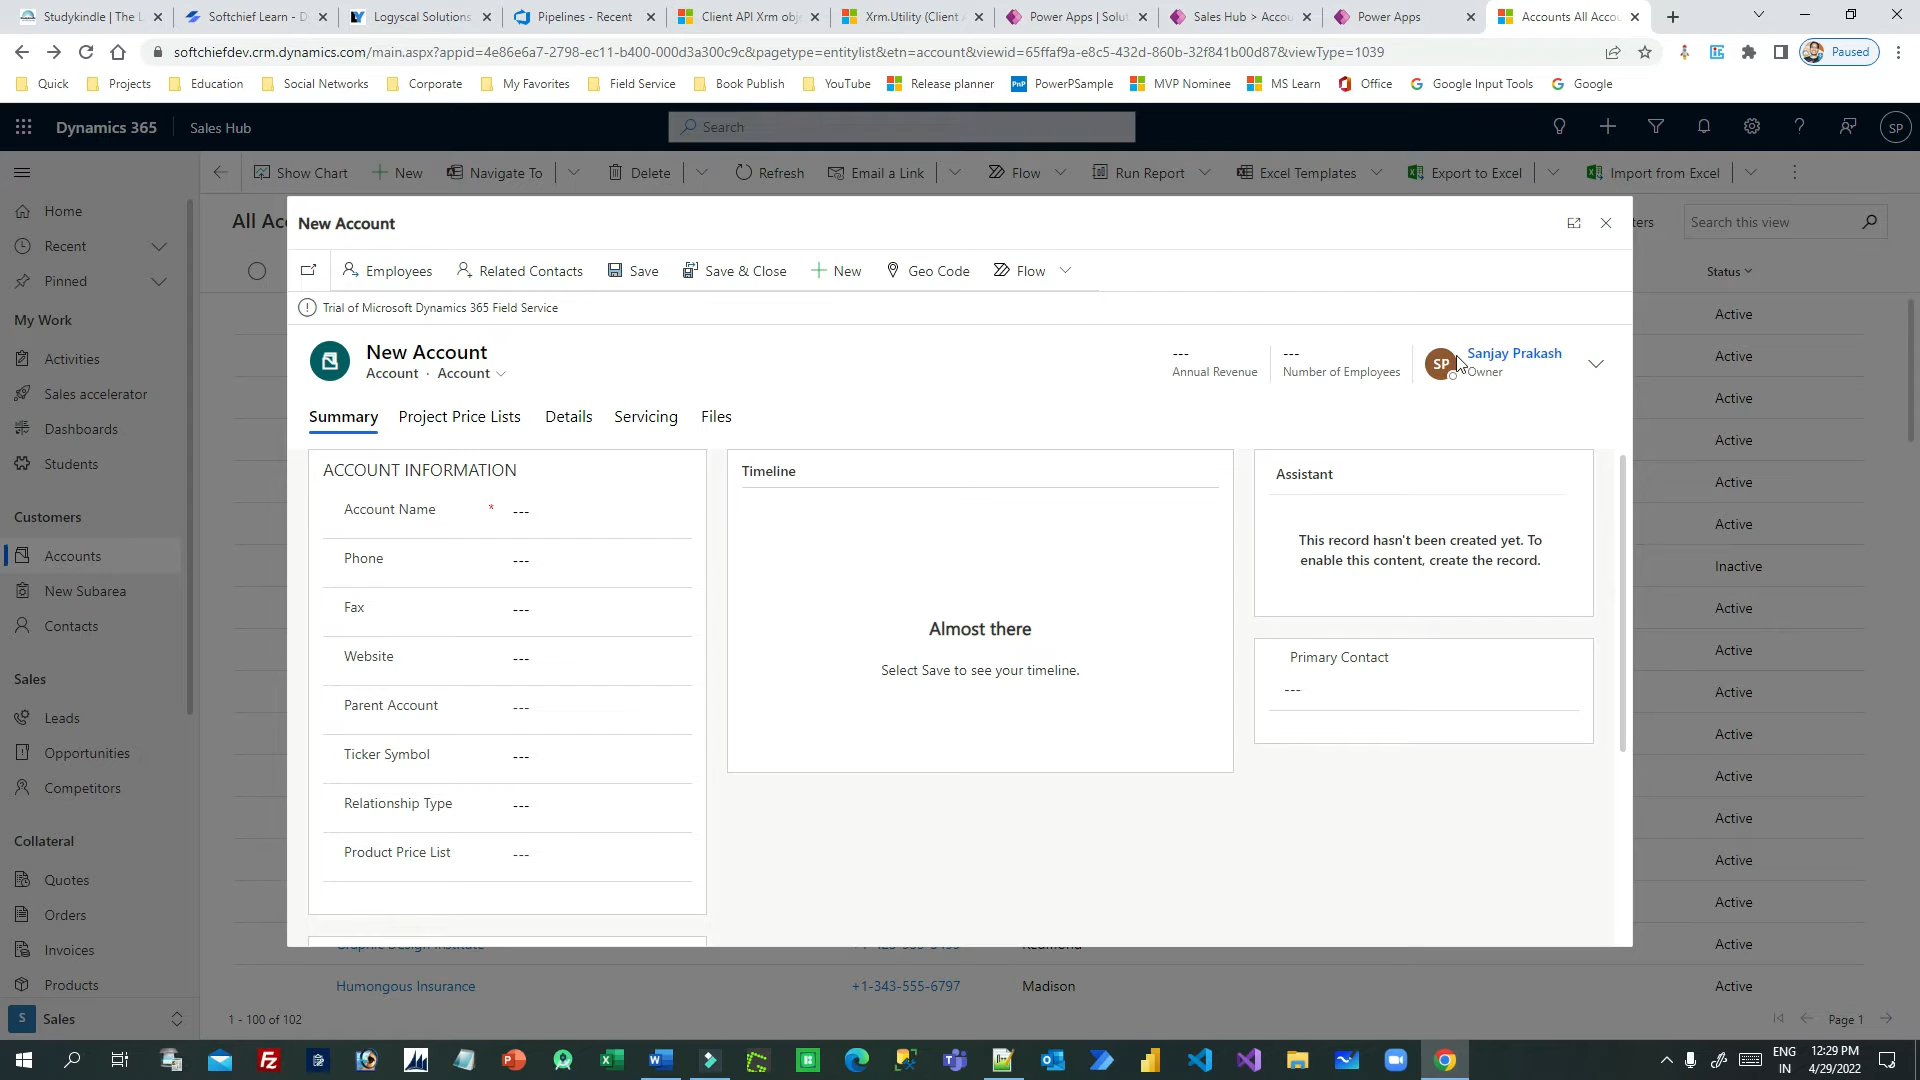 Studykindle | The L
Softchief Learn - D
Logyscal Solutions
Pipelines - Recent
Client API Xrm obj
Xrm.Utility (Client A
Power Apps | Solut
Sales Hub > Accou
Power Apps
Accounts All Accou
softchiefdev.crm.dynamics.com/main.aspx?appid=4e86e6a7-2798-ec11-b400-000d3a300c9c&pagetype=entitylist&etn=account&viewid=65ffaf9a-e8c5-432d-860b-32f841b00d87&viewType=1039
Paused
Quick
Projects
Education
Social Networks
Corporate
My Favorites
Field Service
Book Publish
YouTube
Release planner
PowerPSample
MVP Nominee
MS Learn
Office
Google Input Tools
Google
Dynamics 365
Sales Hub
Search
SP
Show Chart
New
Navigate To
Delete
Refresh
Email a Link
Flow
Run Report
Excel Templates
Export to Excel
Import from Excel
Home
Recent
Pinned
My Work
Activities
Sales accelerator
Dashboards
Students
Customers
Accounts
New Subarea
Contacts
Sales
Leads
Opportunities
Competitors
Collateral
Quotes
Orders
Invoices
Products
S
Sales
All Ac
ters
Search this view
Status
New Account
Employees
Related Contacts
Save
Save & Close
New
Geo Code
Flow
Trial of Microsoft Dynamics 365 Field Service
New Account
Account · Account
---
Annual Revenue
---
Number of Employees
SP
Sanjay Prakash
Owner
Summary
Project Price Lists
Details
Servicing
Files
ACCOUNT INFORMATION
Account Name * ---
Phone ---
Fax ---
Website ---
Parent Account ---
Ticker Symbol ---
Relationship Type ---
Product Price List ---
Timeline
Almost there
Select Save to see your timeline.
Assistant
This record hasn't been created yet. To
enable this content, create the record.
Primary Contact
---
Active
Active
Active
Active
Active
Active
Inactive
Active
Active
Active
Active
Active
Active
Active
Active
Graphic Design Institute
Redmond
Active
Humongous Insurance
+1-343-555-6797
Madison
Active
1 - 100 of 102
Page 1
ENG
IN
12:29 PM
4/29/2022